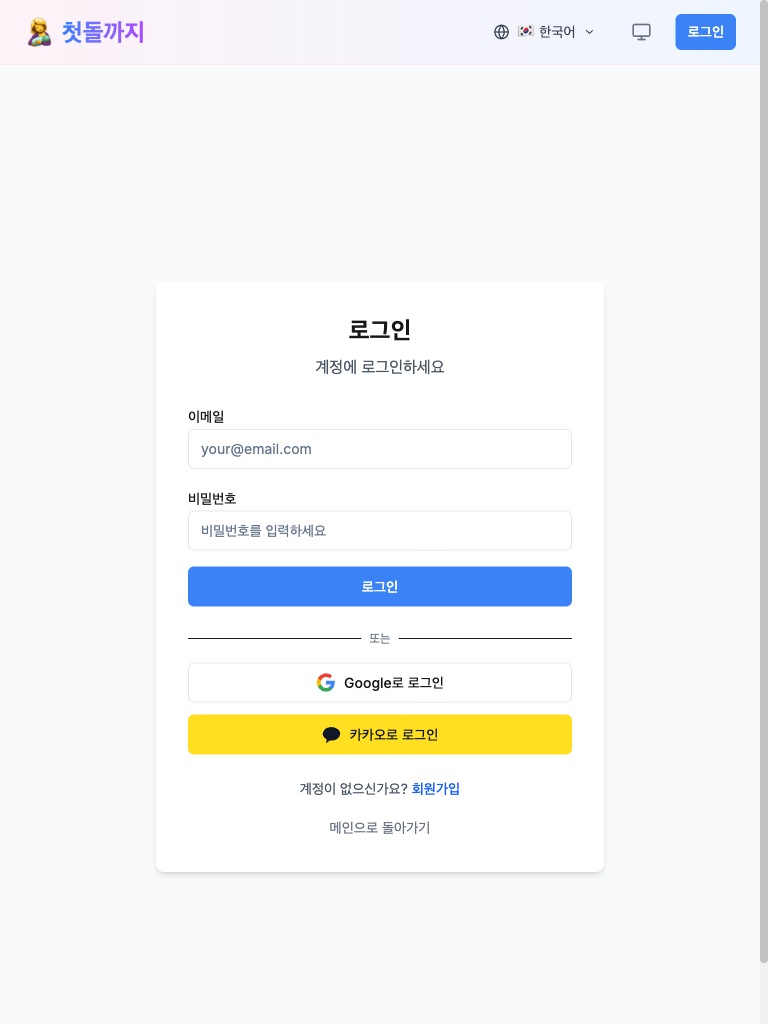 첫돌까지
한국어
로그인
로그인
계정에 로그인하세요
이메일
your@email.com
비밀번호
비밀번호를 입력하세요
로그인
또는
Google로 로그인
카카오로 로그인
계정이 없으신가요? 회원가입
메인으로 돌아가기